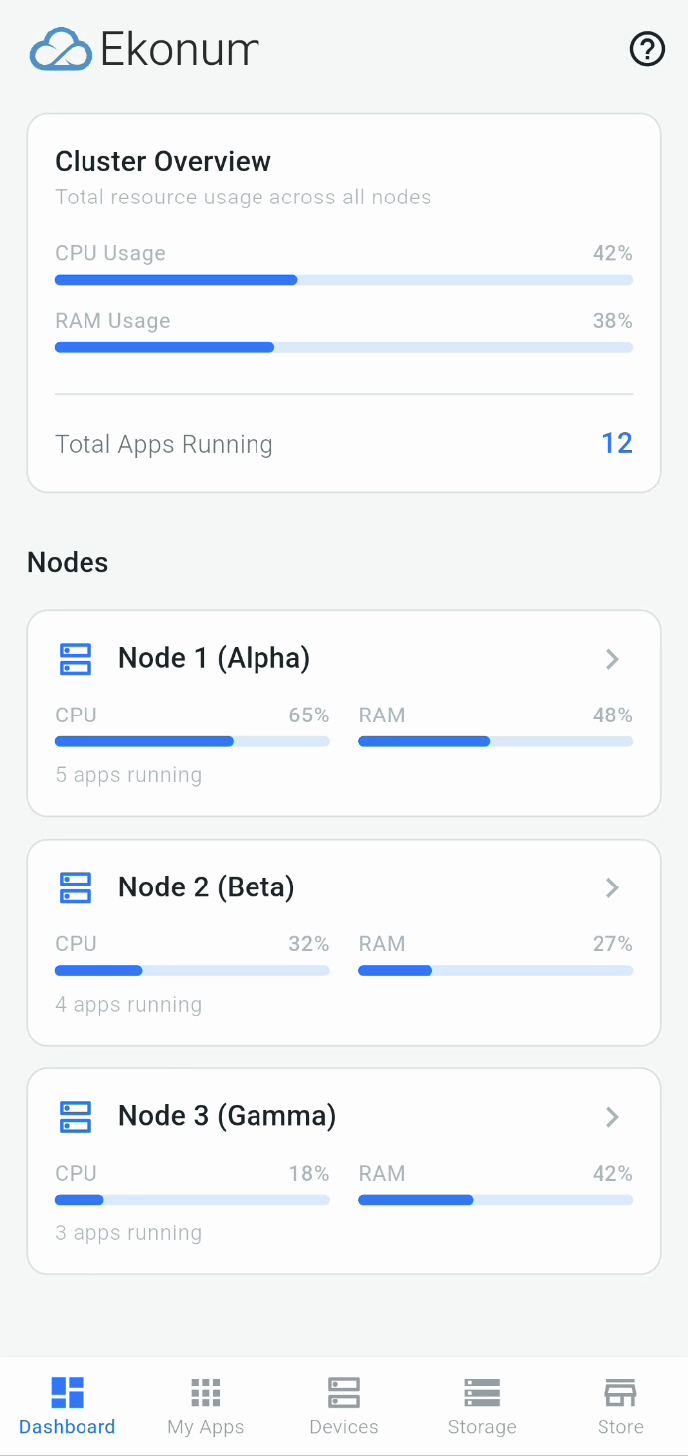 Ekonum
Cluster Overview
Total resource usage across all nodes
CPU Usage 42%
RAM Usage 38%
Total Apps Running 12
Nodes
Node 1 (Alpha)
CPU 65% RAM 48%
5 apps running
Node 2 (Beta)
CPU 32% RAM 27%
4 apps running
Node 3 (Gamma)
CPU 18% RAM 42%
3 apps running
Dashboard My Apps Devices Storage Store